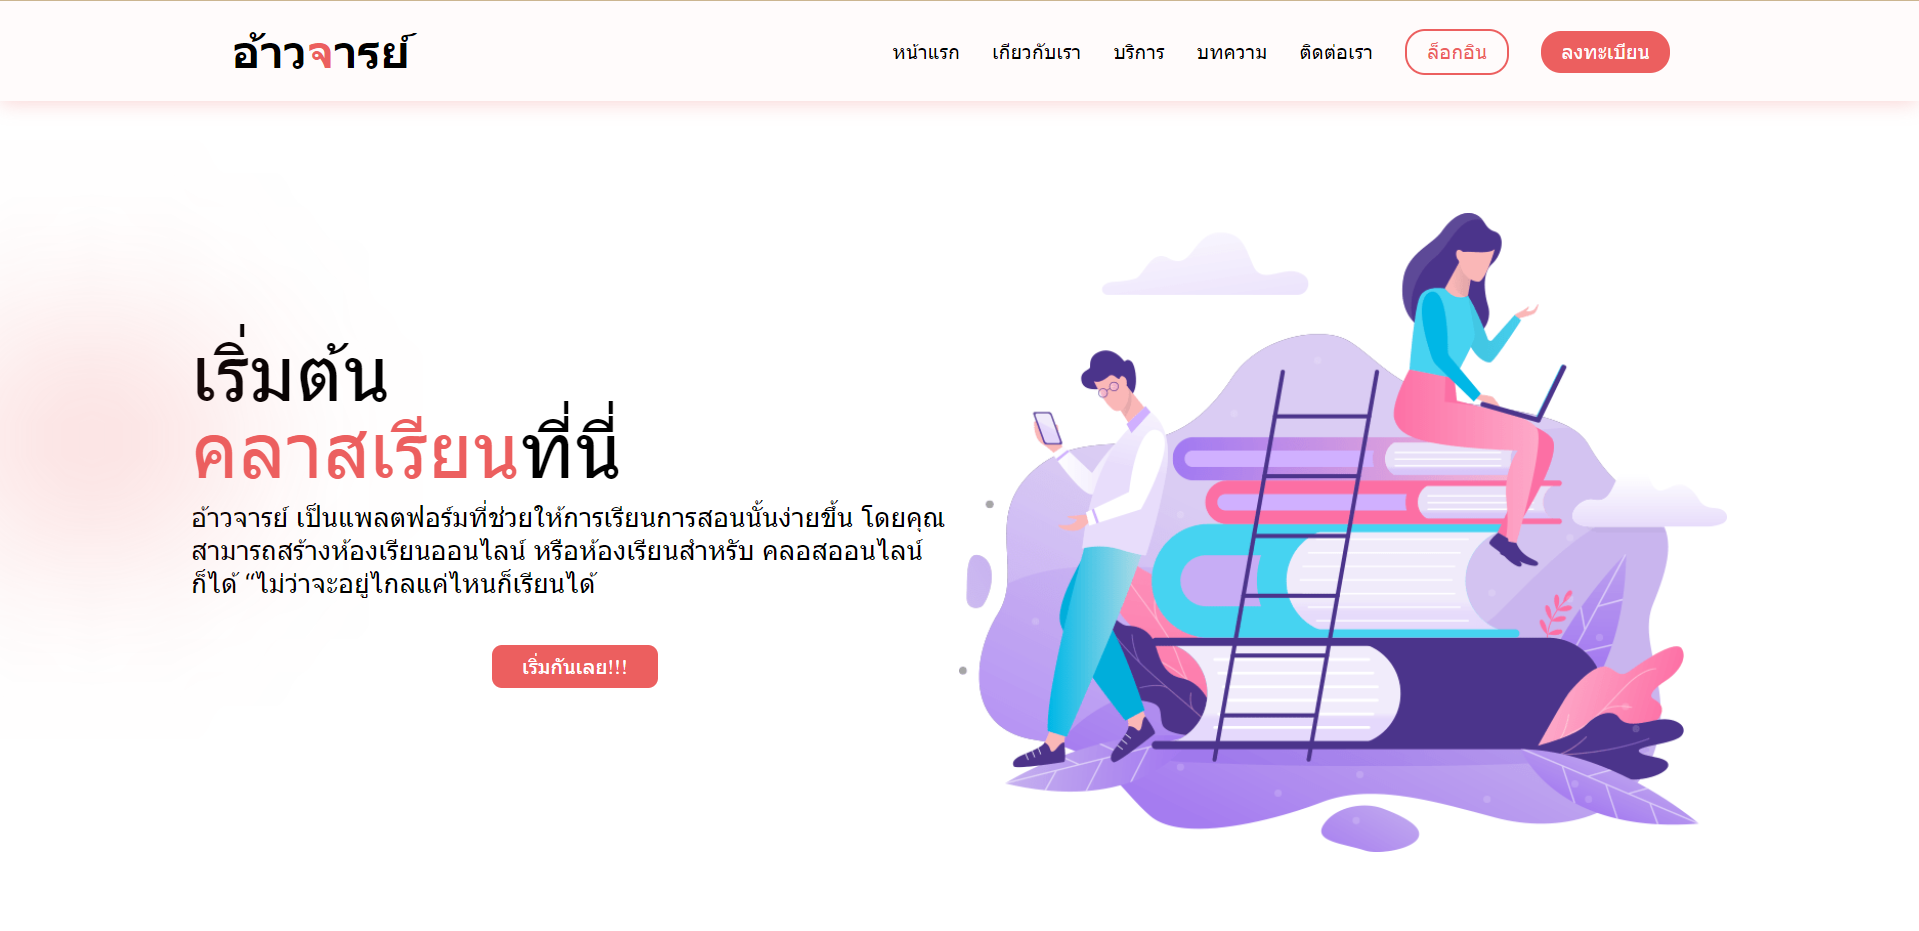 อ้าวจารย์
หน้าแรก เกี่ยวกับเรา บริการ บทความ ติดต่อเรา ล็อกอิน ลงทะเบียน
เริ่มต้น
คลาสเรียนที่นี่
อ้าวจารย์ เป็นแพลตฟอร์มที่ช่วยให้การเรียนการสอนนั้นง่ายขึ้น โดยคุณ
สามารถสร้างห้องเรียนออนไลน์ หรือห้องเรียนสำหรับ คลอสออนไลน์
ก็ได้ “ไม่ว่าจะอยู่ไกลแค่ไหนก็เรียนได้
เริ่มกันเลย!!!